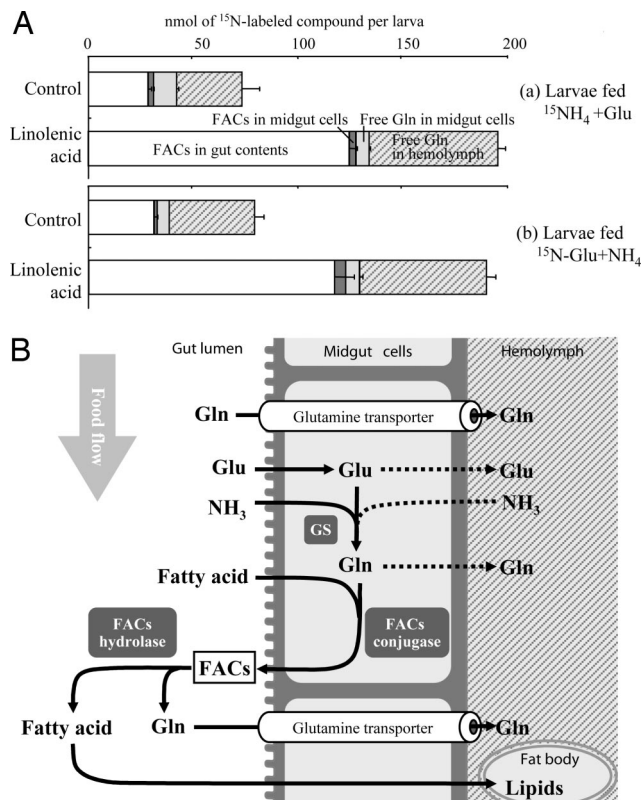 A
nmol of ¹⁵N-labeled compound per larva
0 50 100 150 200
Control
(a) Larvae fed
¹⁵NH₄ +Glu
FACs in midgut cells Free Gln in midgut cells
Linolenic
acid
FACs in gut contents
Free Gln
in hemolymph
Control
(b) Larvae fed
¹⁵N-Glu+NH₄
Linolenic
acid
B
Gut lumen Midgut cells Hemolymph
Food flow
Gln Glutamine transporter Gln
Glu Glu Glu
NH₃ NH₃
GS
Gln Gln
Fatty acid
FACs
hydrolase
FACs
conjugase
FACs
Fatty acid Gln Glutamine transporter Gln
Fat body
Lipids